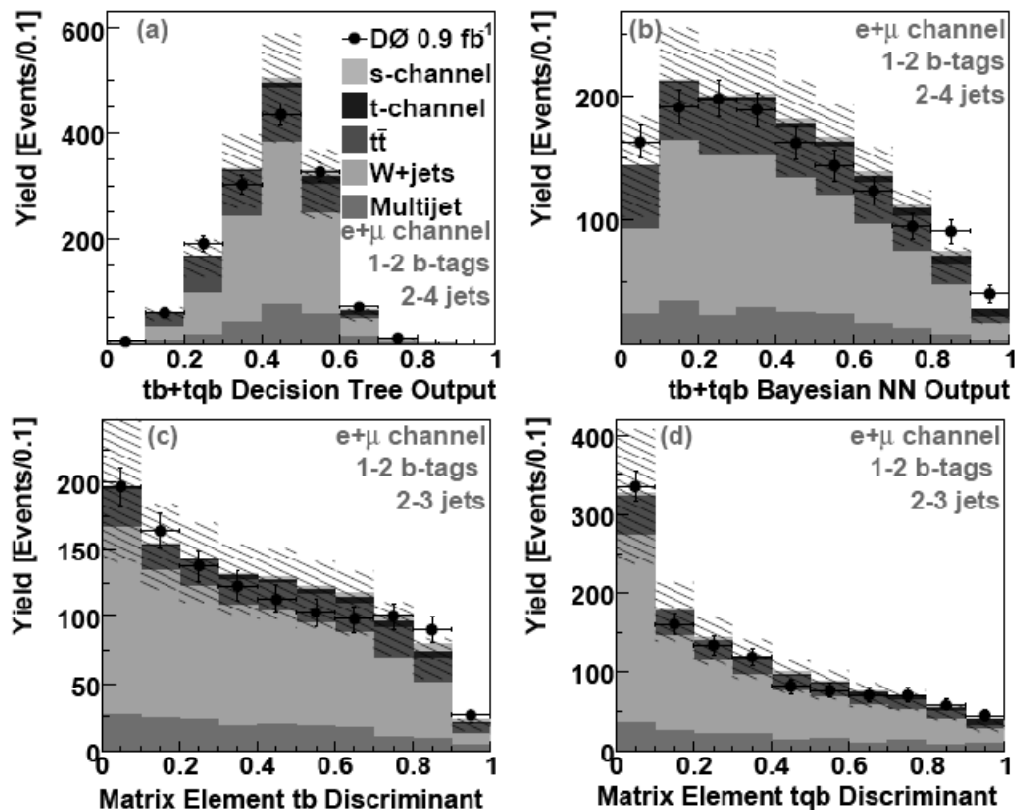 (a)
DØ 0.9 fb⁻¹
s-channel
t-channel
tt̄
W+jets
Multijet
e+μ channel
1-2 b-tags
2-4 jets
Yield [Events/0.1]
600
400
200
0
0 0.2 0.4 0.6 0.8 1
tb+tqb Decision Tree Output
(b)
e+μ channel
1-2 b-tags
2-4 jets
Yield [Events/0.1]
200
100
0 0.2 0.4 0.6 0.8 1
tb+tqb Bayesian NN Output
(c)
e+μ channel
1-2 b-tags
2-3 jets
Yield [Events/0.1]
200
150
100
50
0
0 0.2 0.4 0.6 0.8 1
Matrix Element tb Discriminant
(d)
e+μ channel
1-2 b-tags
2-3 jets
Yield [Events/0.1]
400
300
200
100
0
0 0.2 0.4 0.6 0.8 1
Matrix Element tqb Discriminant